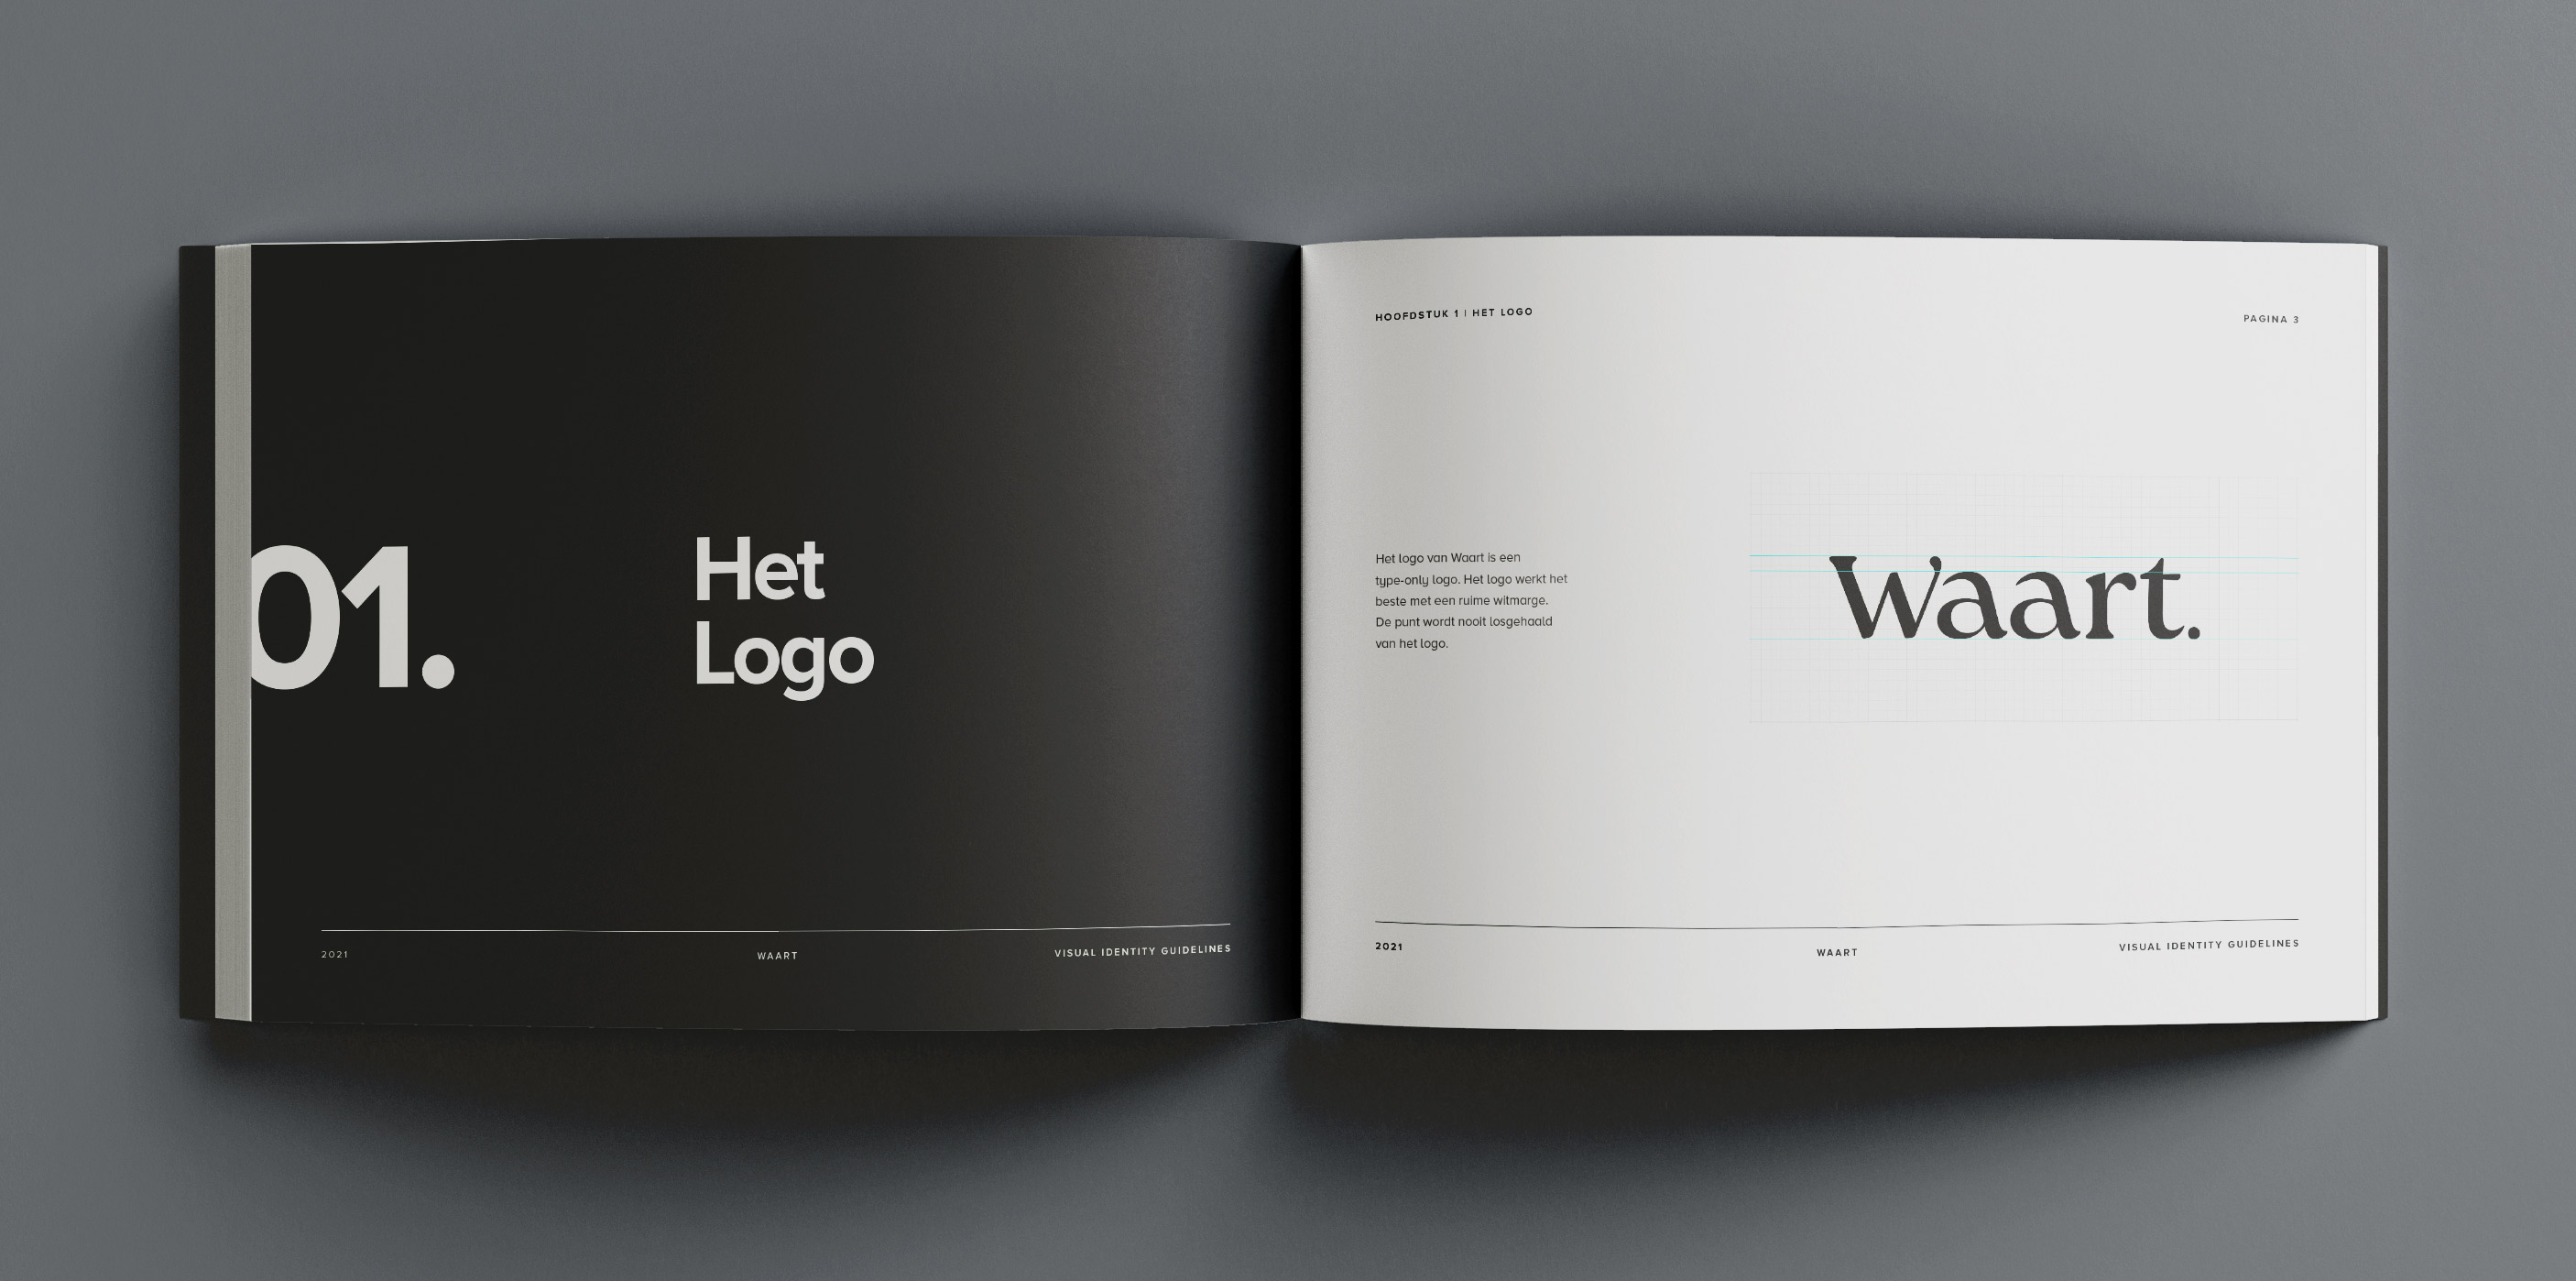 01.
Het
Logo
2021
WAART
VISUAL IDENTITY GUIDELINES
HOOFDSTUK 1 | HET LOGO
PAGINA 3
Het logo van Waart is een
type-only logo. Het logo werkt het
beste met een ruime witmarge.
De punt wordt nooit losgehaald
van het logo.
Waart.
2021
WAART
VISUAL IDENTITY GUIDELINES